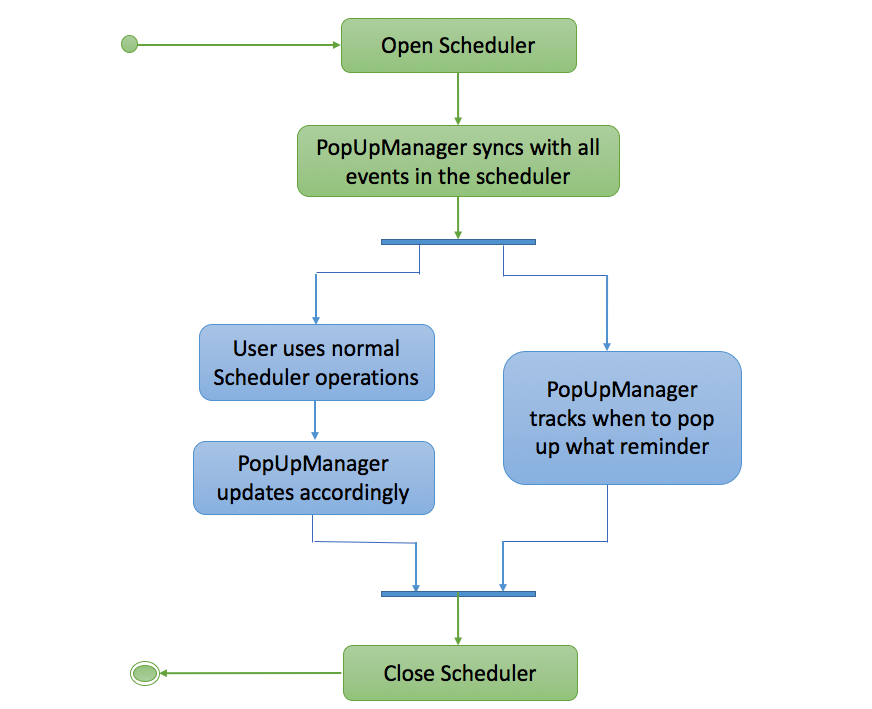 Open Scheduler
PopUpManager syncs with all
events in the scheduler
User uses normal
Scheduler operations
PopUpManager
tracks when to pop
up what reminder
PopUpManager
updates accordingly
Close Scheduler